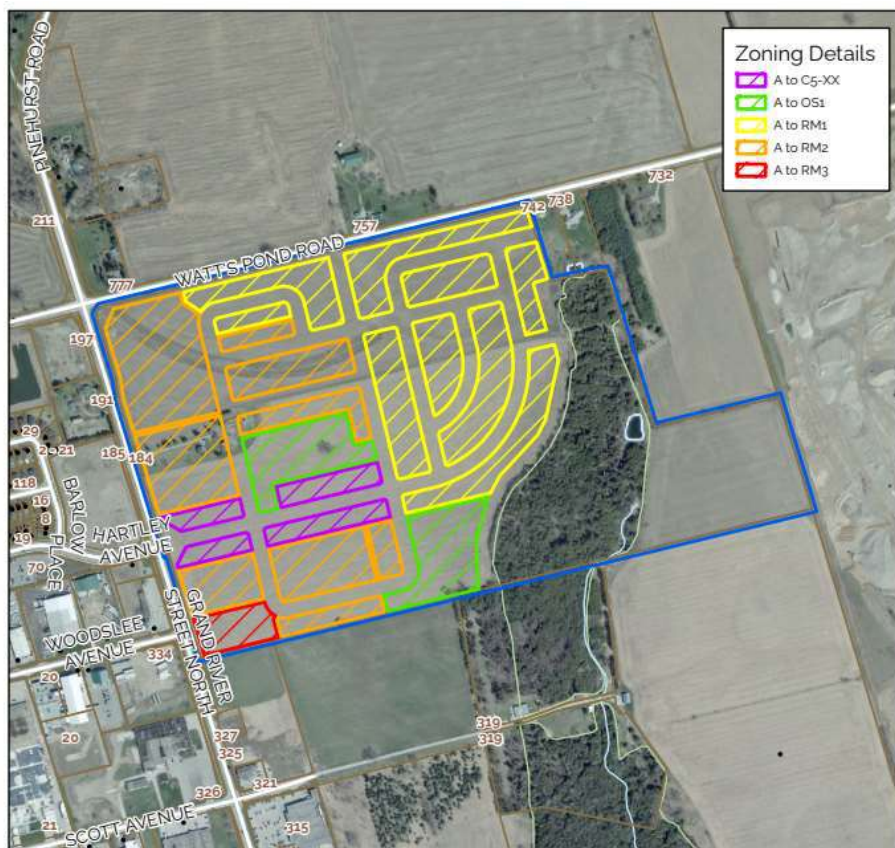 Zoning Details
A to C5-XX
A to OS1
A to RM1
A to RM2
A to RM3
PINEHURST ROAD
211
732
738
742
757
WATT'S POND ROAD
777
197
191
29
2 - 21
185
184
118
16
8
BARLOW PLACE
HARTLEY AVENUE
19
70
GRAND RIVER STREET NORTH
WOODSLEE AVENUE
334
20
319
319
327
325
20
326
321
315
21
SCOTT AVENUE